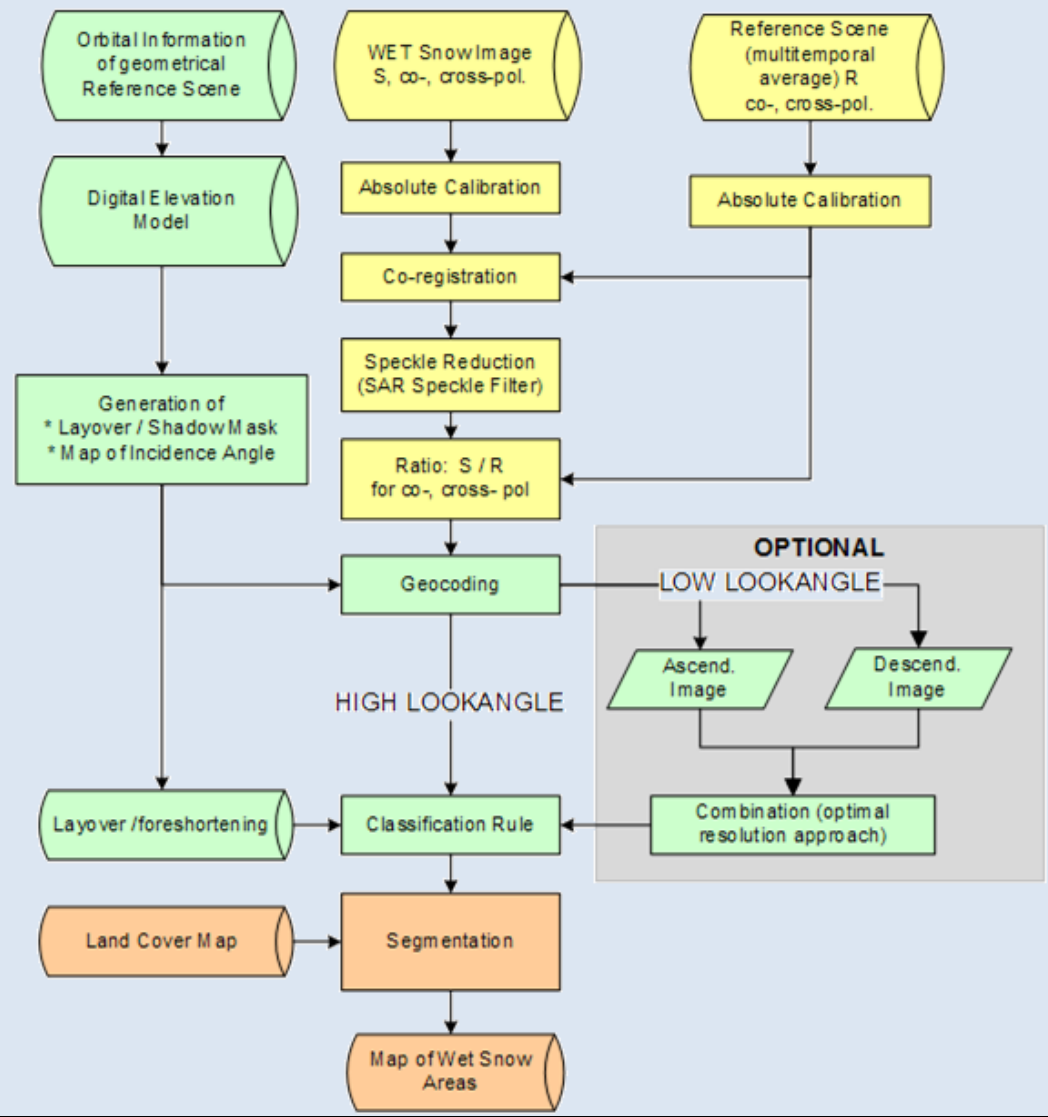 Orbital Information
of geometrical
Reference Scene
WET Snow Image
S, co-, cross-pol.
Reference Scene
(multitemporal
average) R
co-, cross-pol.
Digital Elevation
Model
Absolute Calibration
Absolute Calibration
Co-registration
Speckle Reduction
(SAR Speckle Filter)
Generation of
* Layover / Shadow Mask
* Map of Incidence Angle
Ratio: S / R
for co-, cross- pol
OPTIONAL
Geocoding
LOW LOOKANGLE
Ascend.
Image
Descend.
Image
HIGH LOOKANGLE
Layover /foreshortening
Classification Rule
Combination (optimal
resolution approach)
Land Cover Map
Segmentation
Map of Wet Snow
Areas